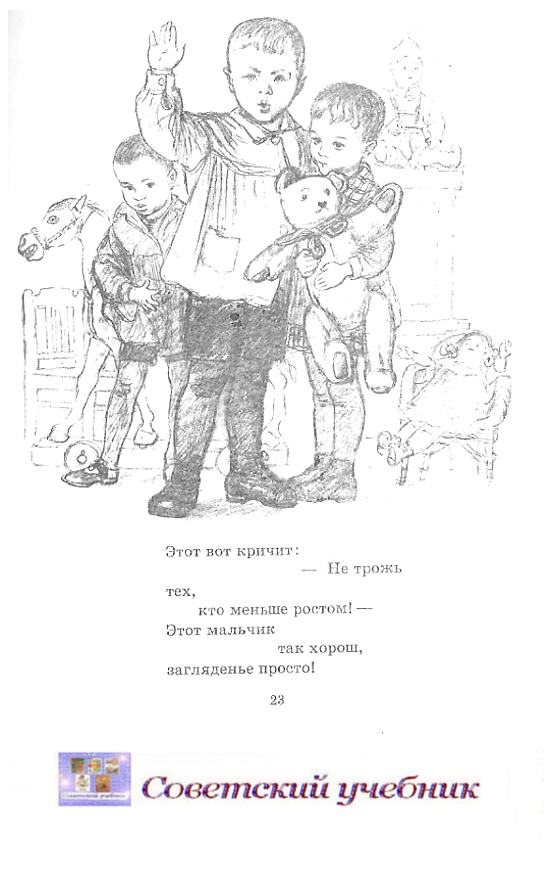 Этот вот кричит:
— Не трожь
тех,
кто меньше ростом! —
Этот мальчик
так хорош,
загляденье просто!
23
Советский учебник